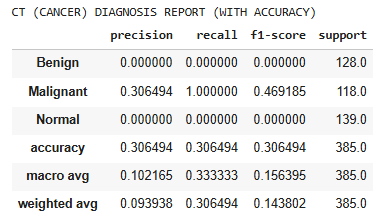 CT (CANCER) DIAGNOSIS REPORT (WITH ACCURACY)
precision recall f1-score support
Benign 0.000000 0.000000 0.000000 128.0
Malignant 0.306494 1.000000 0.469185 118.0
Normal 0.000000 0.000000 0.000000 139.0
accuracy 0.306494 0.306494 0.306494 385.0
macro avg 0.102165 0.333333 0.156395 385.0
weighted avg 0.093938 0.306494 0.143802 385.0